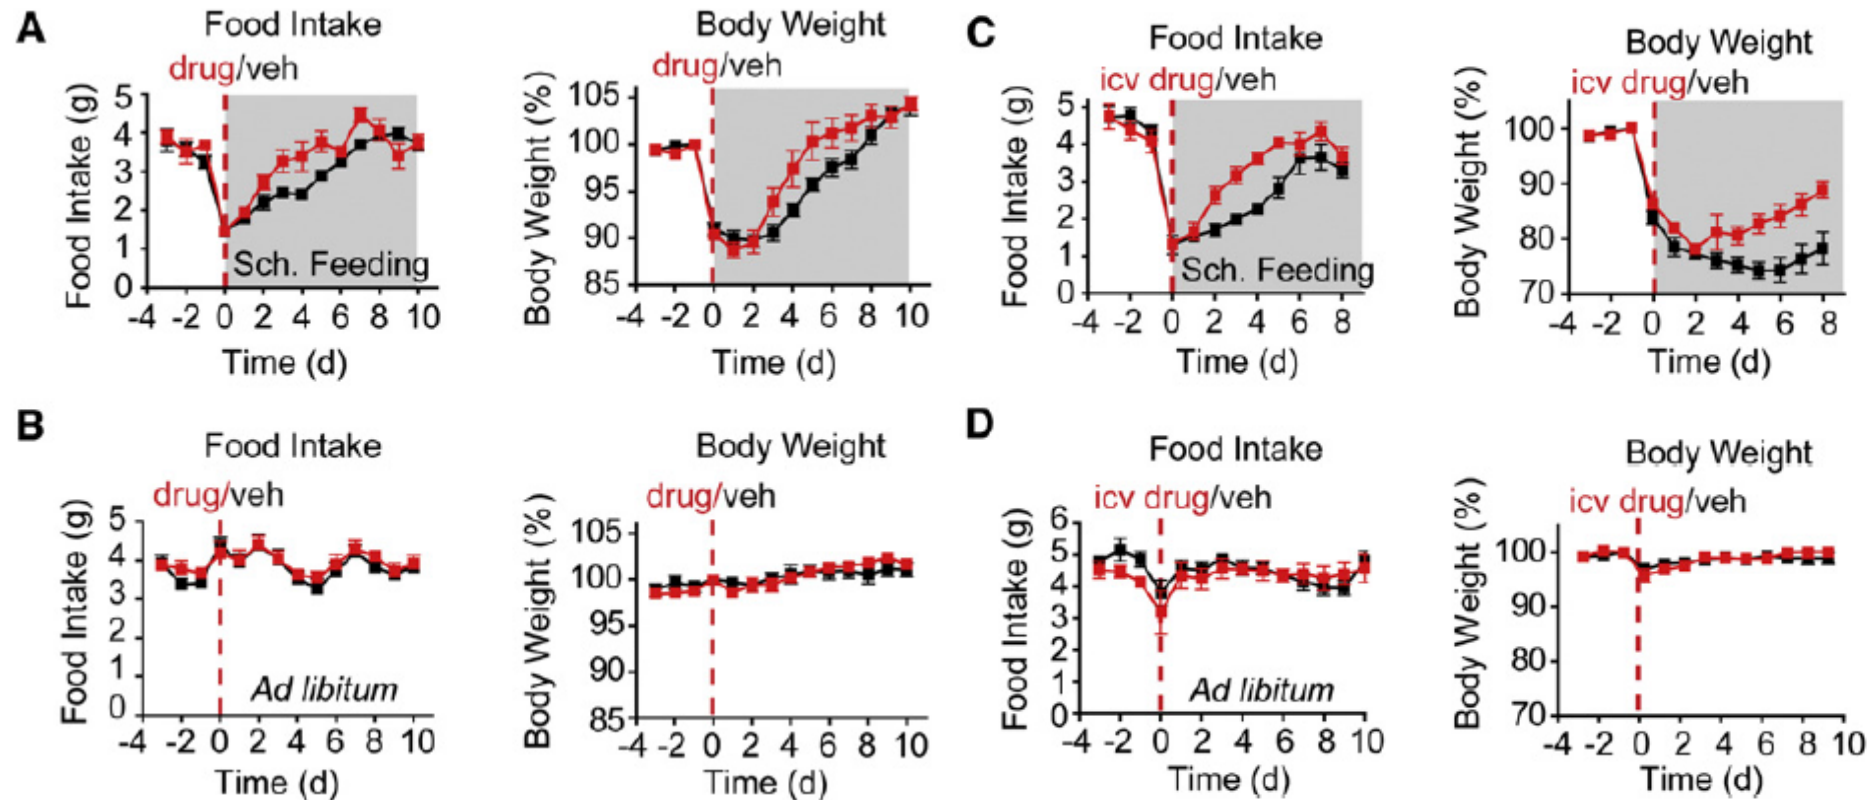 A
Food Intake
drug/veh
Food Intake (g)
5
4
3
2
1
0
Sch. Feeding
-4 -2 0 2 4 6 8 10
Time (d)
Body Weight
drug/veh
Body Weight (%)
105
100
95
90
85
-4 -2 0 2 4 6 8 10
Time (d)
C
Food Intake
icv drug/veh
Food Intake (g)
5
4
3
2
1
0
Sch. Feeding
-4 -2 0 2 4 6 8
Time (d)
Body Weight
icv drug/veh
Body Weight (%)
100
90
80
70
-4 -2 0 2 4 6 8
Time (d)
B
Food Intake
drug/veh
Food Intake (g)
5
4
3
2
1
0
Ad libitum
-4 -2 0 2 4 6 8 10
Time (d)
Body Weight
drug/veh
Body Weight (%)
105
100
95
90
85
-4 -2 0 2 4 6 8 10
Time (d)
D
Food Intake
icv drug/veh
Food Intake (g)
6
5
4
3
2
1
0
Ad libitum
-4 -2 0 2 4 6 8 10
Time (d)
Body Weight
icv drug/veh
Body Weight (%)
100
90
80
70
-4 -2 0 2 4 6 8 10
Time (d)